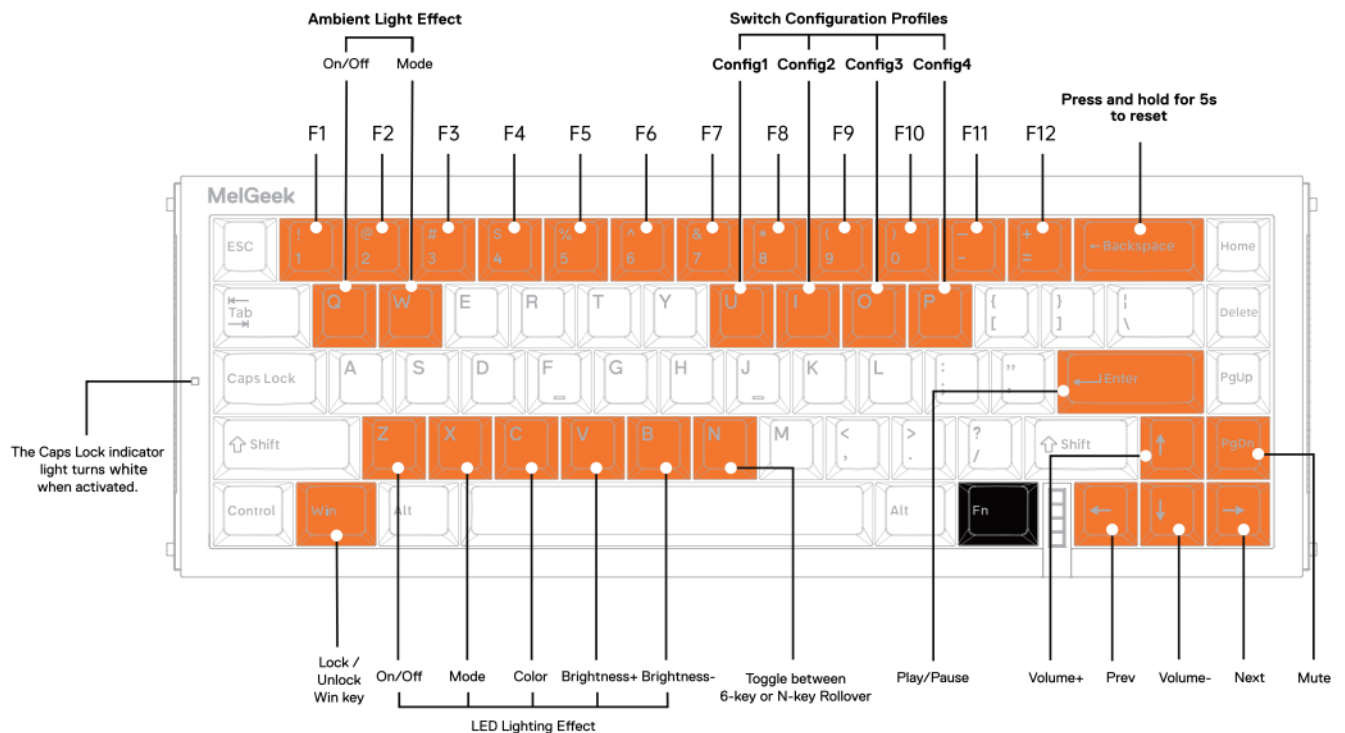 Ambient Light Effect
Switch Configuration Profiles
On/Off Mode
Config1 Config2 Config3 Config4
Press and hold for 5s
to reset
F1 F2 F3 F4 F5 F6 F7 F8 F9 F10 F11 F12
MelGeek
ESC ! @ # $ % ^ & * ( ) — + ←Backspace Home
1 2 3 4 5 6 7 8 9 0 - =
Tab Q W E R T Y U I O P { } ¦ Delete
[ ] \
Caps Lock A S D F G H J K L : ” Enter PgUp
; '
Shift Z X C V B N M < > ? Shift ↑ PgDn
, . /
Control Win Alt Alt Fn ← ↓ →
The Caps Lock indicator
light turns white
when activated.
Lock /
Unlock
Win key
On/Off Mode Color Brightness+ Brightness-
LED Lighting Effect
Toggle between
6-key or N-key Rollover
Play/Pause
Volume+ Prev Volume- Next Mute